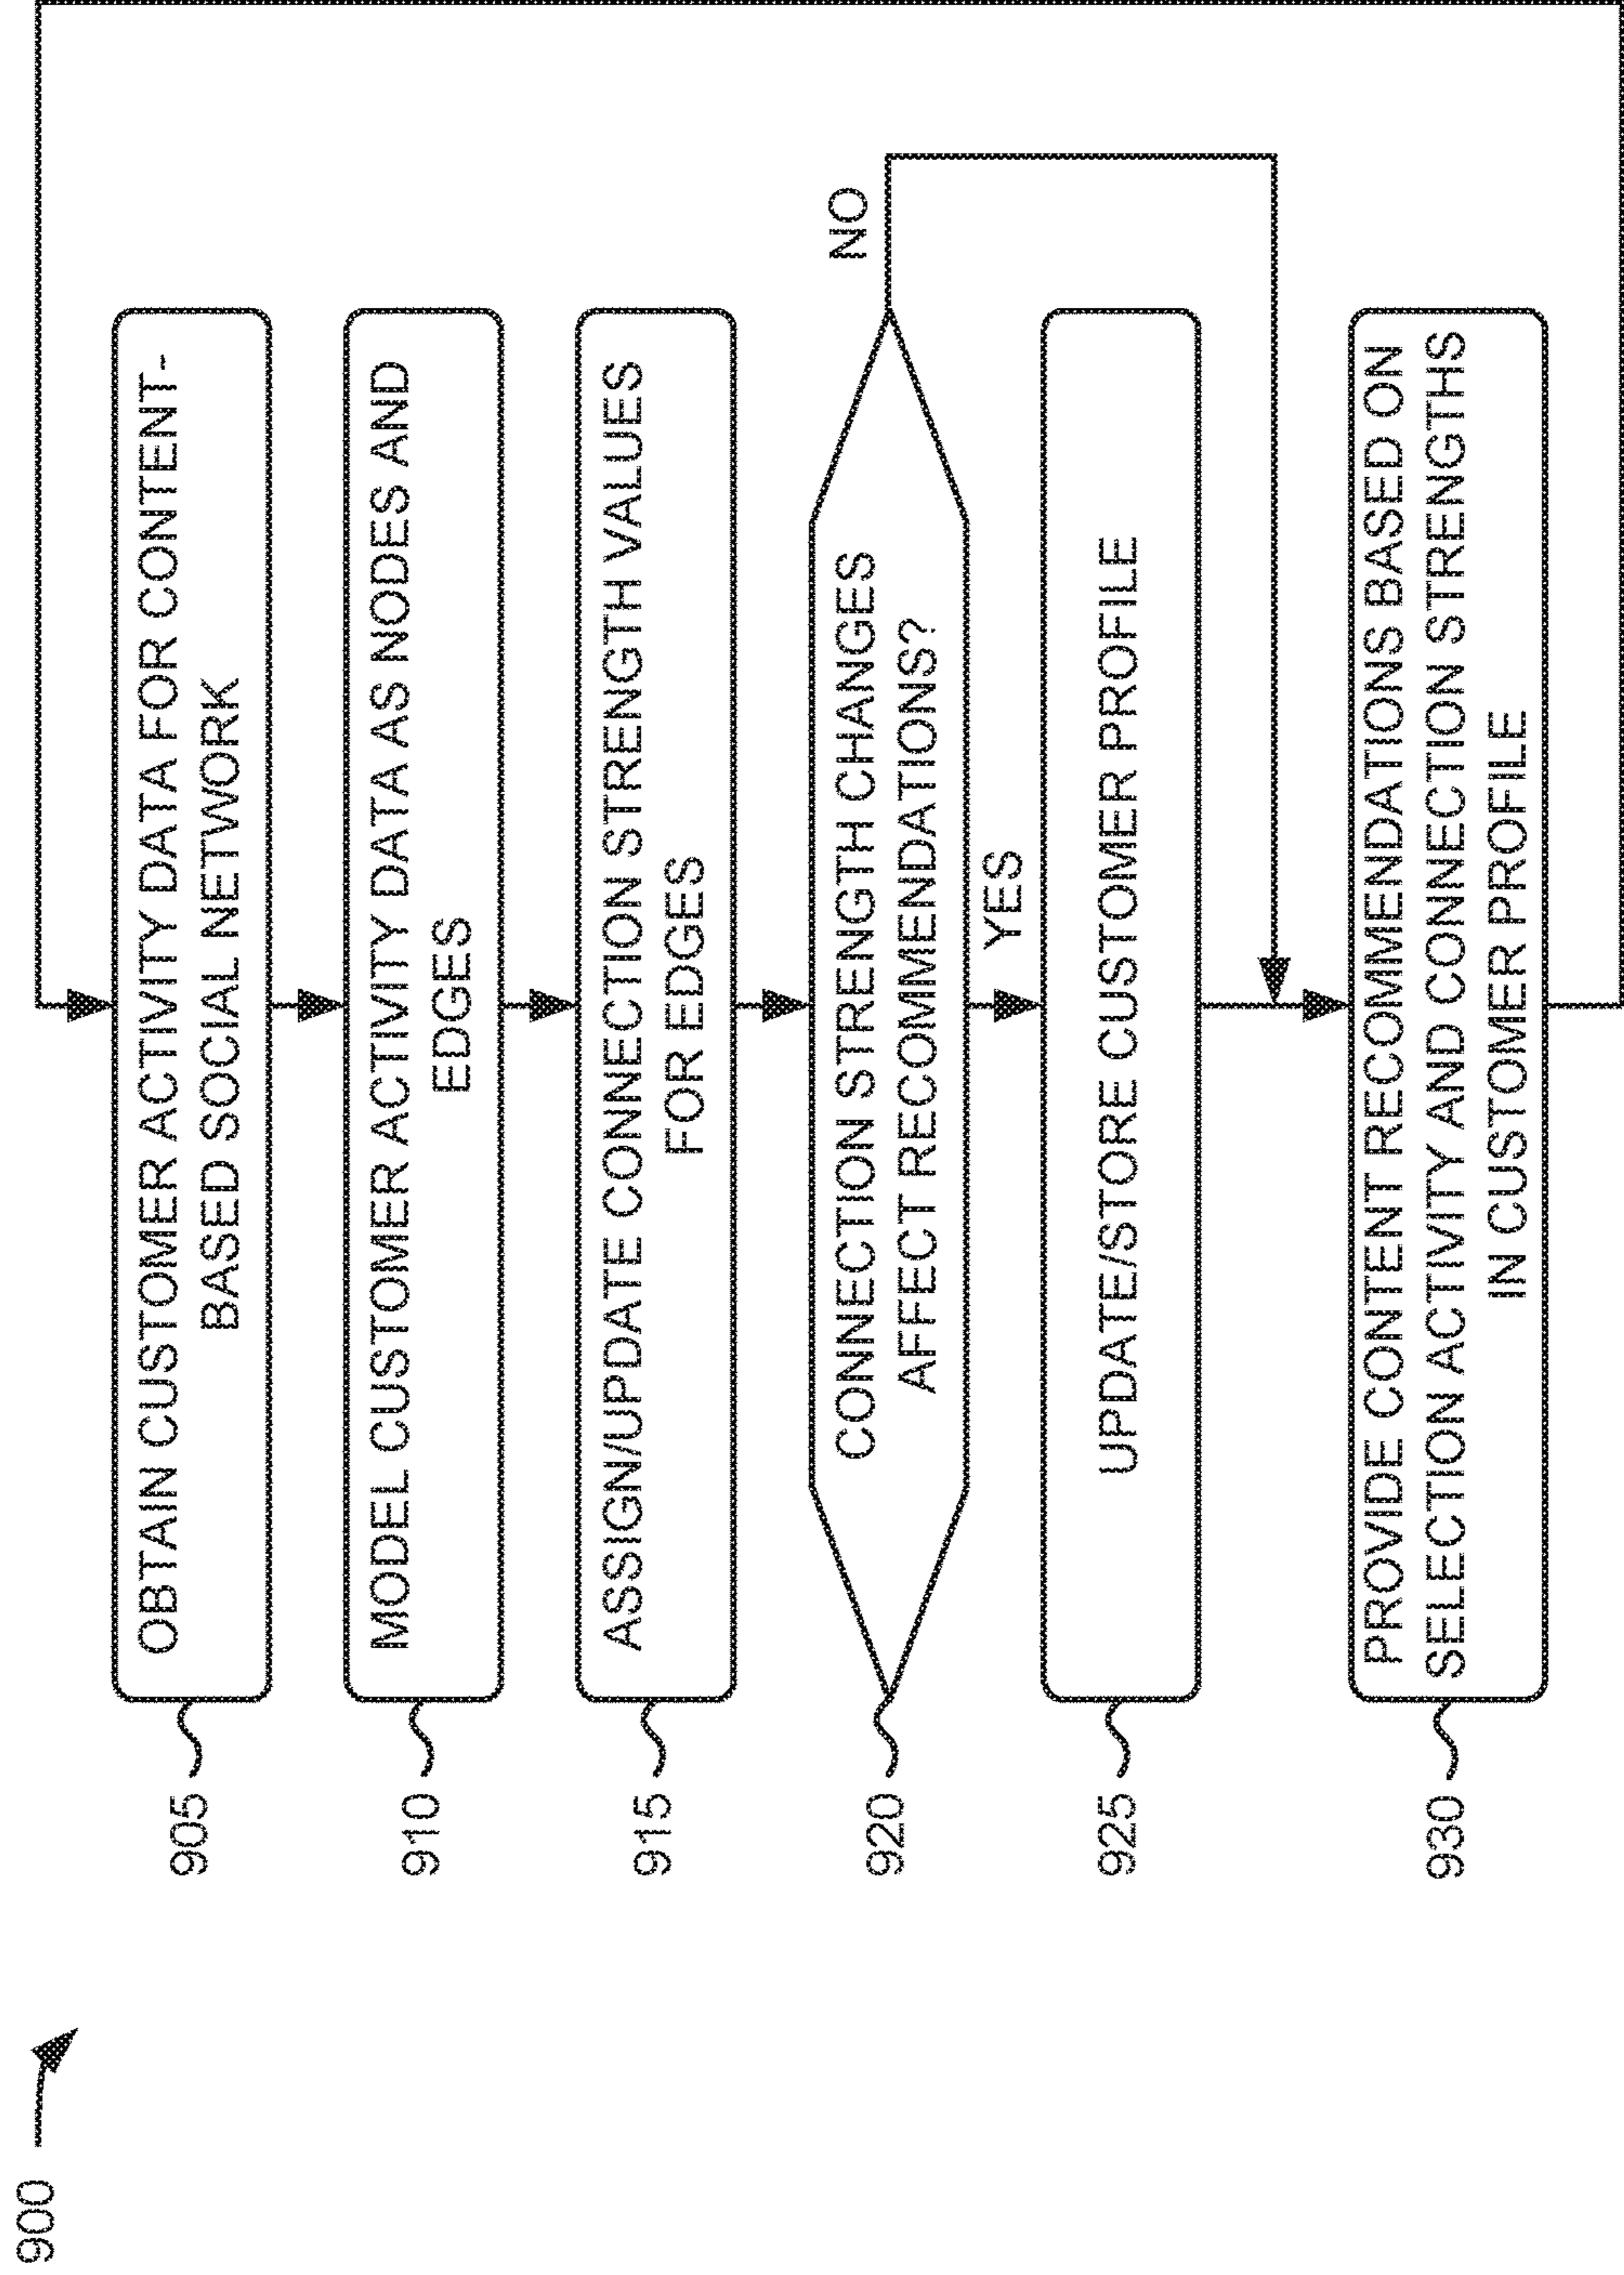 900
905
OBTAIN CUSTOMER ACTIVITY DATA FOR CONTENT-
BASED SOCIAL NETWORK
910
MODEL CUSTOMER ACTIVITY DATA AS NODES AND
EDGES
915
ASSIGN/UPDATE CONNECTION STRENGTH VALUES
FOR EDGES
920
CONNECTION STRENGTH CHANGES
AFFECT RECOMMENDATIONS?
NO
YES
925
UPDATE/STORE CUSTOMER PROFILE
930
PROVIDE CONTENT RECOMMENDATIONS BASED ON
SELECTION ACTIVITY AND CONNECTION STRENGTHS
IN CUSTOMER PROFILE